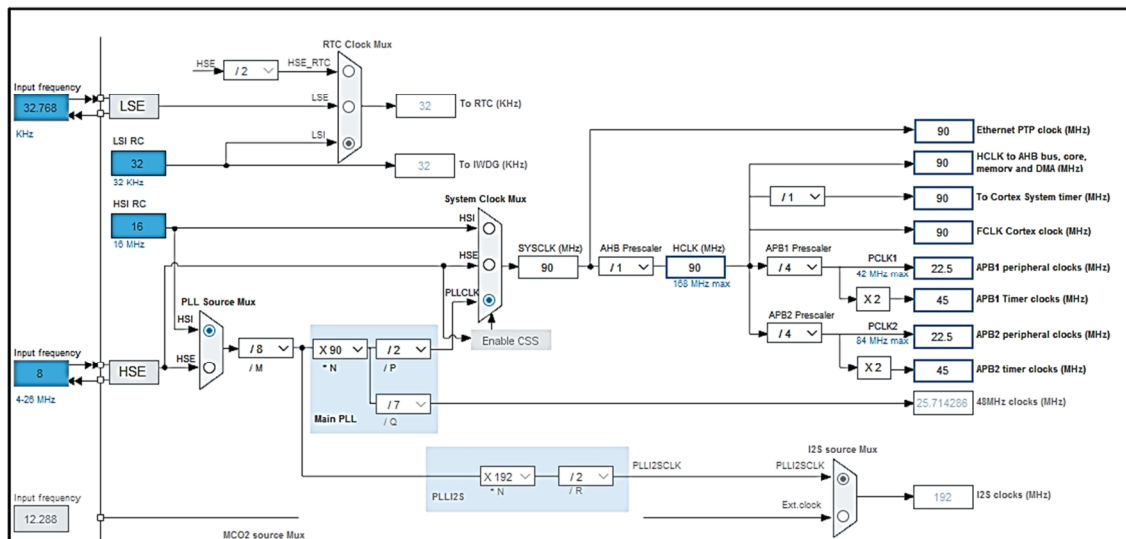 RTC Clock Mux
HSE
/ 2
HSE_RTC
Input frequency
32.768
KHz
LSE
LSE
32
To RTC (KHz)
LSI RC
32
32 KHz
LSI
32
To IWDG (KHz)
HSI RC
16
16 MHz
System Clock Mux
HSI
HSE
PLLCLK
Enable CSS
SYSCLK (MHz)
90
AHB Prescaler
/ 1
HCLK (MHz)
90
168 MHz max
90
Ethernet PTP clock (MHz)
90
HCLK to AHB bus, core,
memory and DMA (MHz)
/ 1
90
To Cortex System timer (MHz)
90
FCLK Cortex clock (MHz)
APB1 Prescaler
/ 4
PCLK1
42 MHz max
22.5
APB1 peripheral clocks (MHz)
X 2
45
APB1 Timer clocks (MHz)
APB2 Prescaler
/ 4
PCLK2
84 MHz max
22.5
APB2 peripheral clocks (MHz)
X 2
45
APB2 timer clocks (MHz)
25.714286
48MHz clocks (MHz)
PLL Source Mux
HSI
HSE
Input frequency
8
4-26 MHz
HSE
/ 8
/ M
X 90
* N
/ 2
/ P
/ 7
/ Q
Main PLL
PLLI2S
X 192
* N
/ 2
/ R
PLLI2SCLK
I2S source Mux
PLLI2SCLK
Ext.clock
192
I2S clocks (MHz)
Input frequency
12.288
MCO2 source Mux